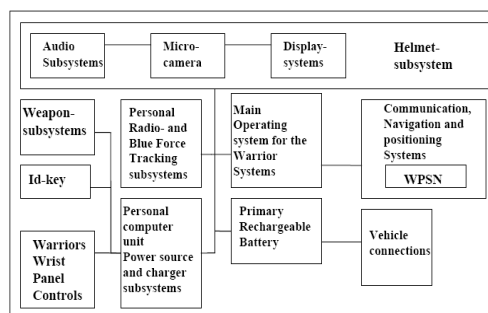 Audio
Subsystems
Micro-
camera
Display-
systems
Helmet-
subsystem
Weapon-
subsystems
Personal
Radio- and
Blue Force
Tracking
subsystems
Main
Operating
system for the
Warrior
Systems
Communication,
Navigation and
positioning
Systems
WPSN
Id-key
Warriors
Wrist
Panel
Controls
Personal
computer
unit
Power source
and charger
subsystems
Primary
Rechargeable
Battery
Vehicle
connections